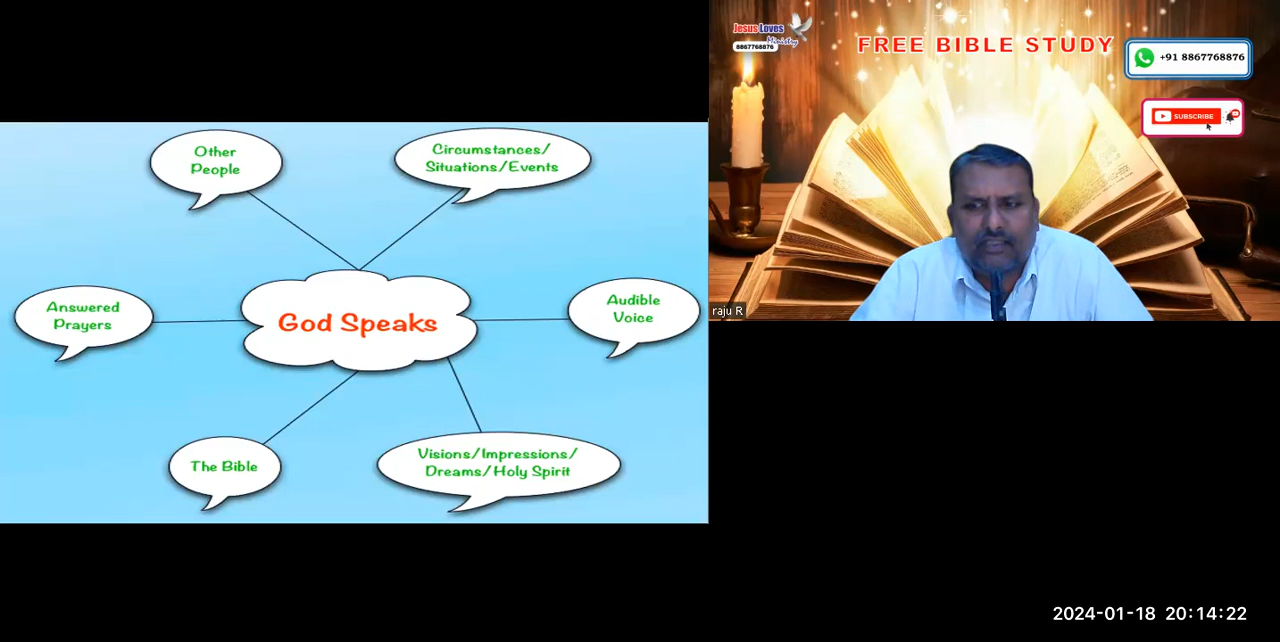 Other
People
Circumstances/
Situations/Events
Answered
Prayers
God Speaks
Audible
Voice
The Bible
Visions/Impressions/
Dreams/Holy Spirit
Jesus Loves
Ministry
8867768876
FREE BIBLE STUDY
+91 8867768876
SUBSCRIBE
raju R
2024-01-18 20:14:22